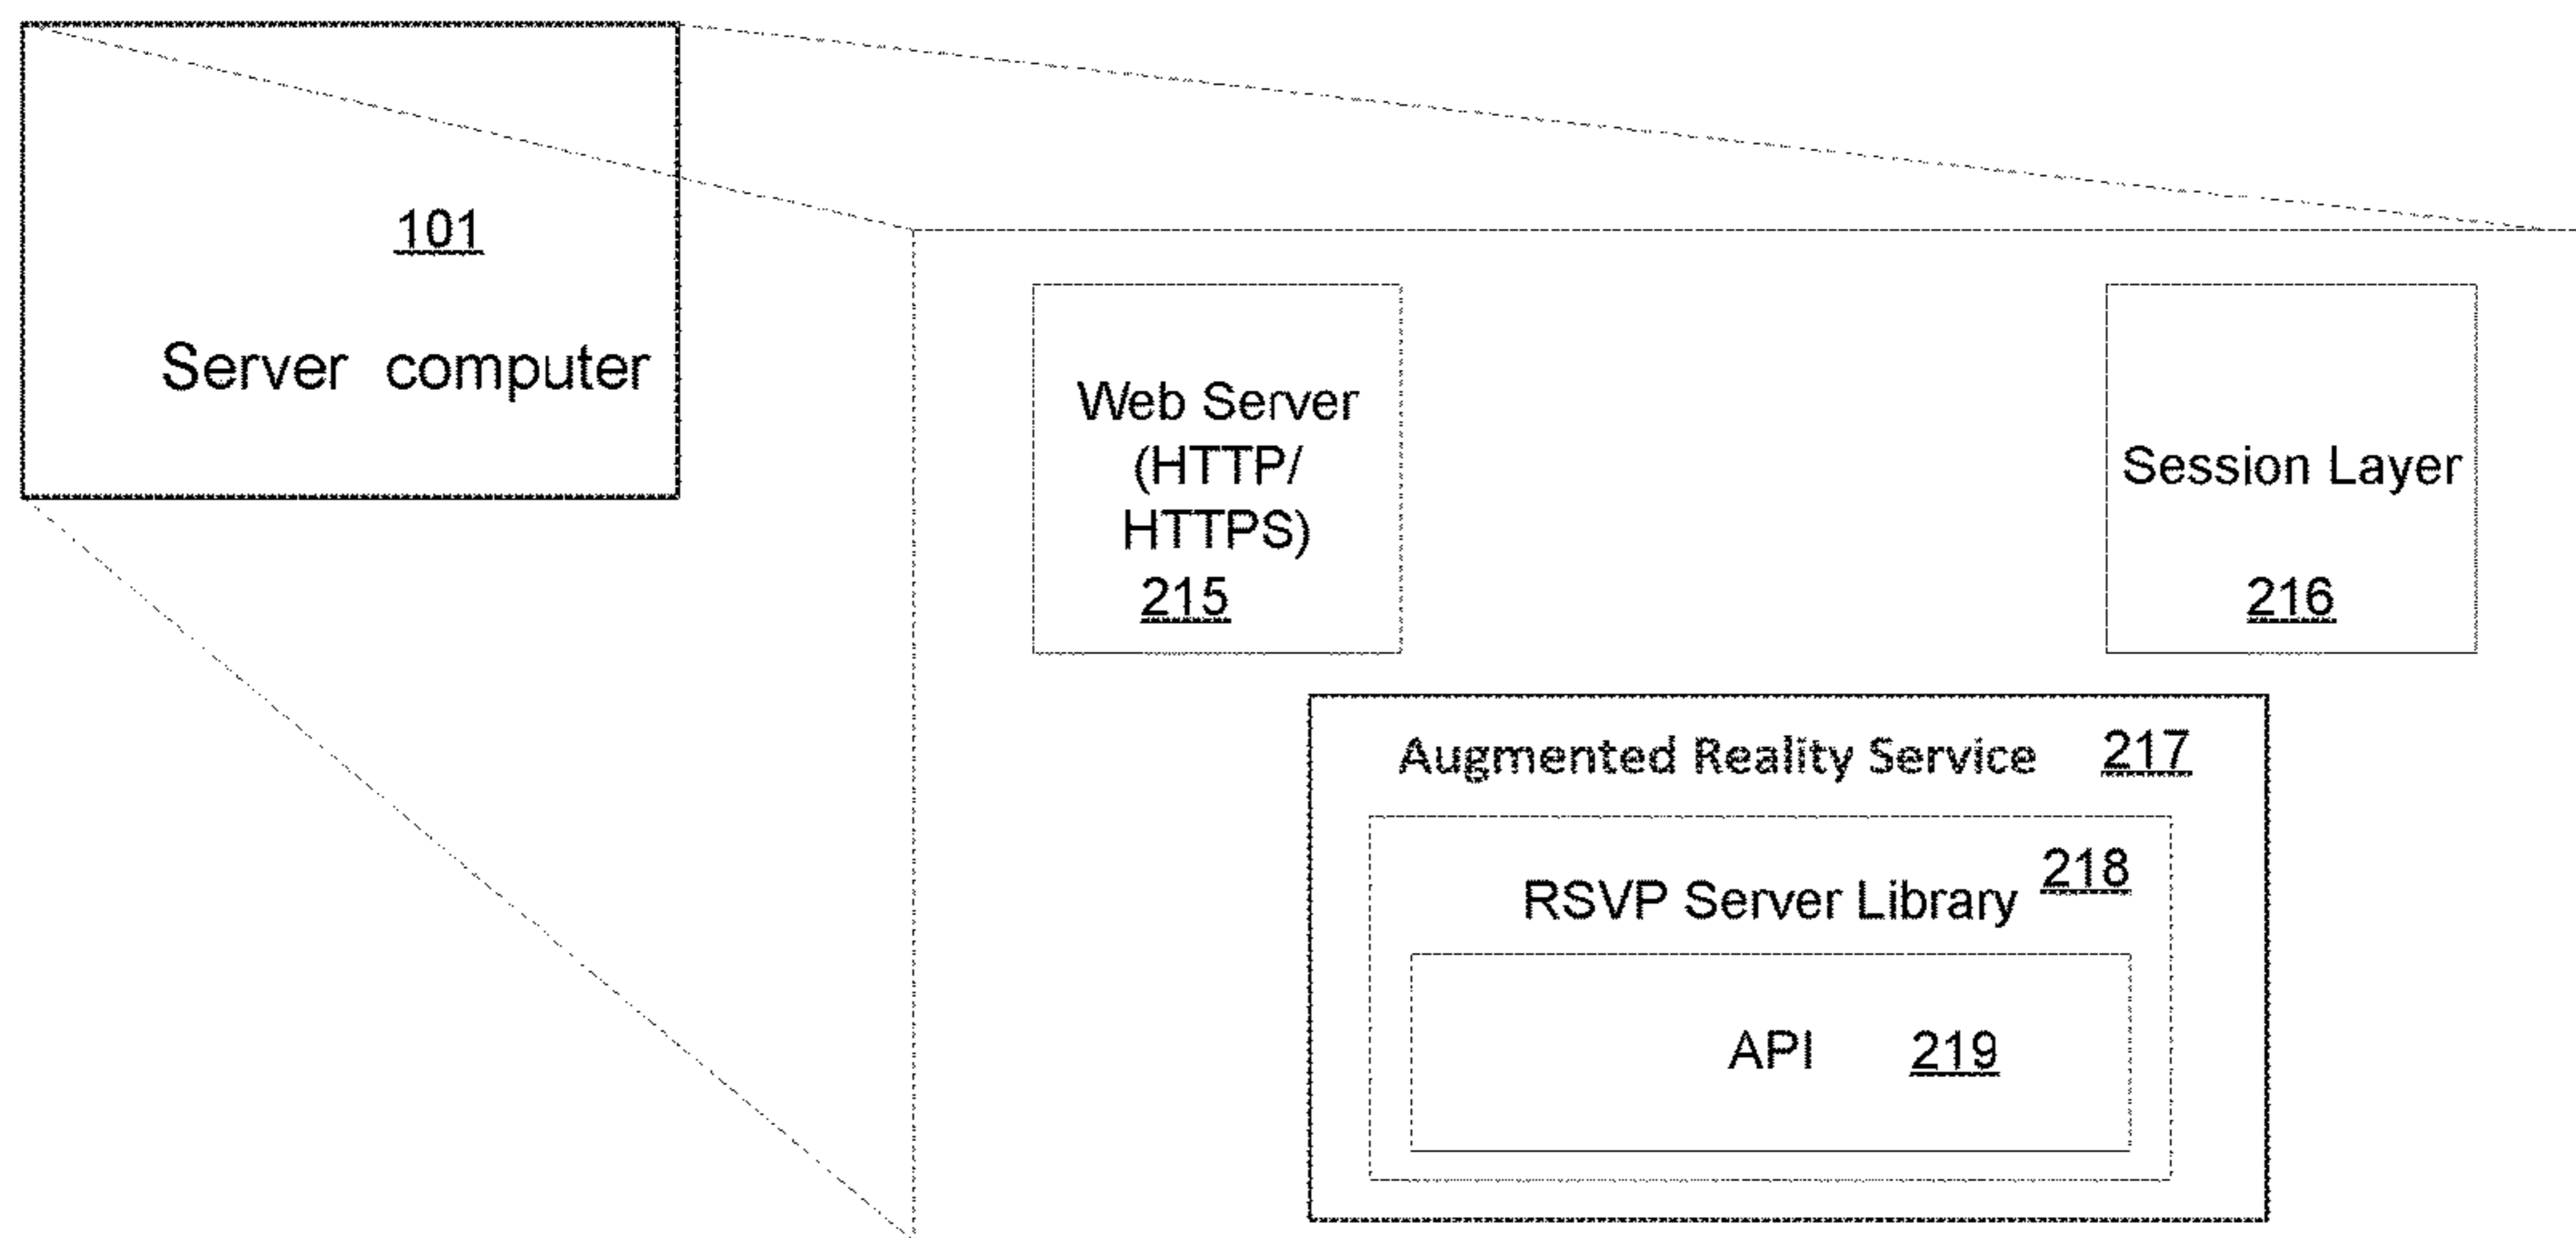 101
Server computer
Web Server
(HTTP/
HTTPS)
215
Session Layer
216
Augmented Reality Service 217
RSVP Server Library 218
API 219